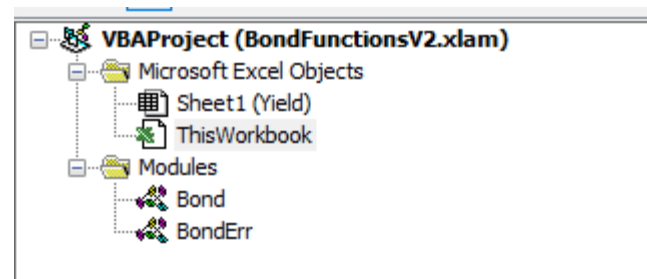 VBAProject (BondFunctionsV2.xlam)
Microsoft Excel Objects
Sheet1 (Yield)
ThisWorkbook
Modules
Bond
BondErr